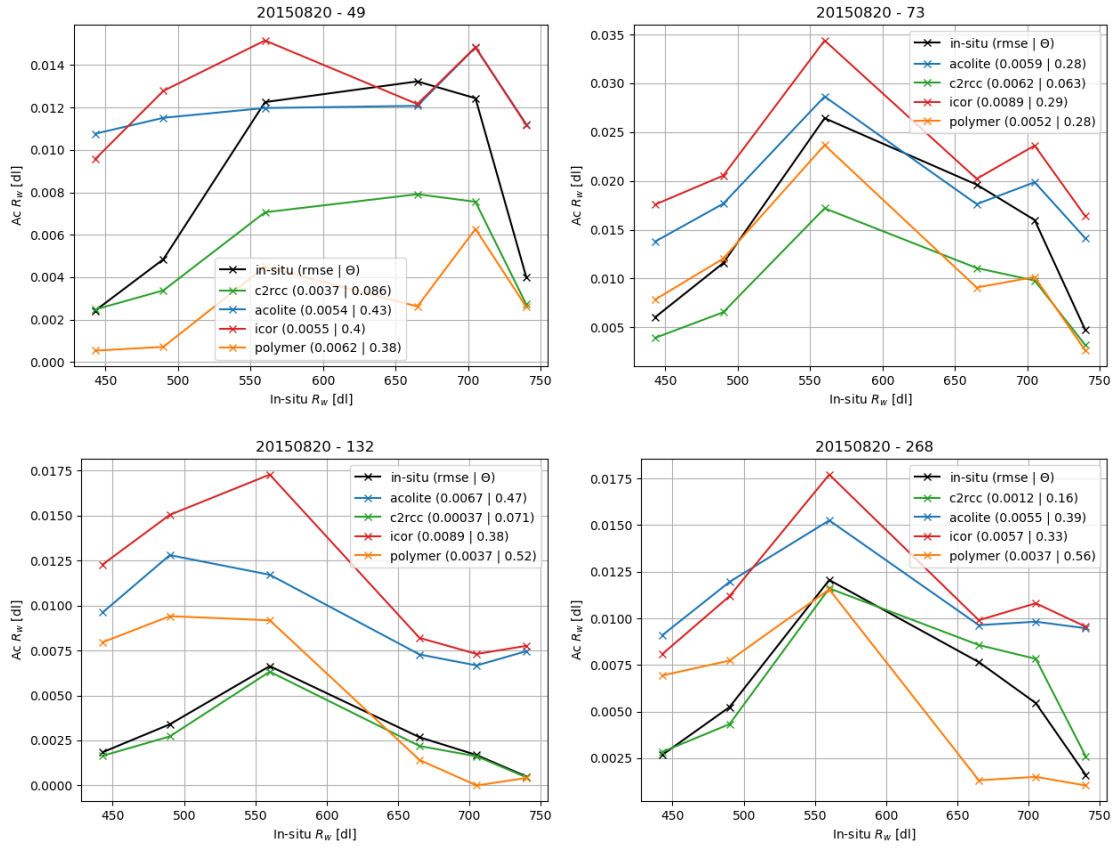 20150820 - 49
0.014
0.012
0.010
0.008
0.006
0.004
0.002
0.000
Ac R_w [dl]
in-situ (rmse | Θ)
c2rcc (0.0037 | 0.086)
acolite (0.0054 | 0.43)
icor (0.0055 | 0.4)
polymer (0.0062 | 0.38)
450 500 550 600 650 700 750
In-situ R_w [dl]
20150820 - 73
0.035
0.030
0.025
0.020
0.015
0.010
0.005
Ac R_w [dl]
in-situ (rmse | Θ)
acolite (0.0059 | 0.28)
c2rcc (0.0062 | 0.063)
icor (0.0089 | 0.29)
polymer (0.0052 | 0.28)
450 500 550 600 650 700 750
In-situ R_w [dl]
20150820 - 132
0.0175
0.0150
0.0125
0.0100
0.0075
0.0050
0.0025
0.0000
Ac R_w [dl]
in-situ (rmse | Θ)
acolite (0.0067 | 0.47)
c2rcc (0.00037 | 0.071)
icor (0.0089 | 0.38)
polymer (0.0037 | 0.52)
450 500 550 600 650 700 750
In-situ R_w [dl]
20150820 - 268
0.0175
0.0150
0.0125
0.0100
0.0075
0.0050
0.0025
Ac R_w [dl]
in-situ (rmse | Θ)
c2rcc (0.0012 | 0.16)
acolite (0.0055 | 0.39)
icor (0.0057 | 0.33)
polymer (0.0037 | 0.56)
450 500 550 600 650 700 750
In-situ R_w [dl]